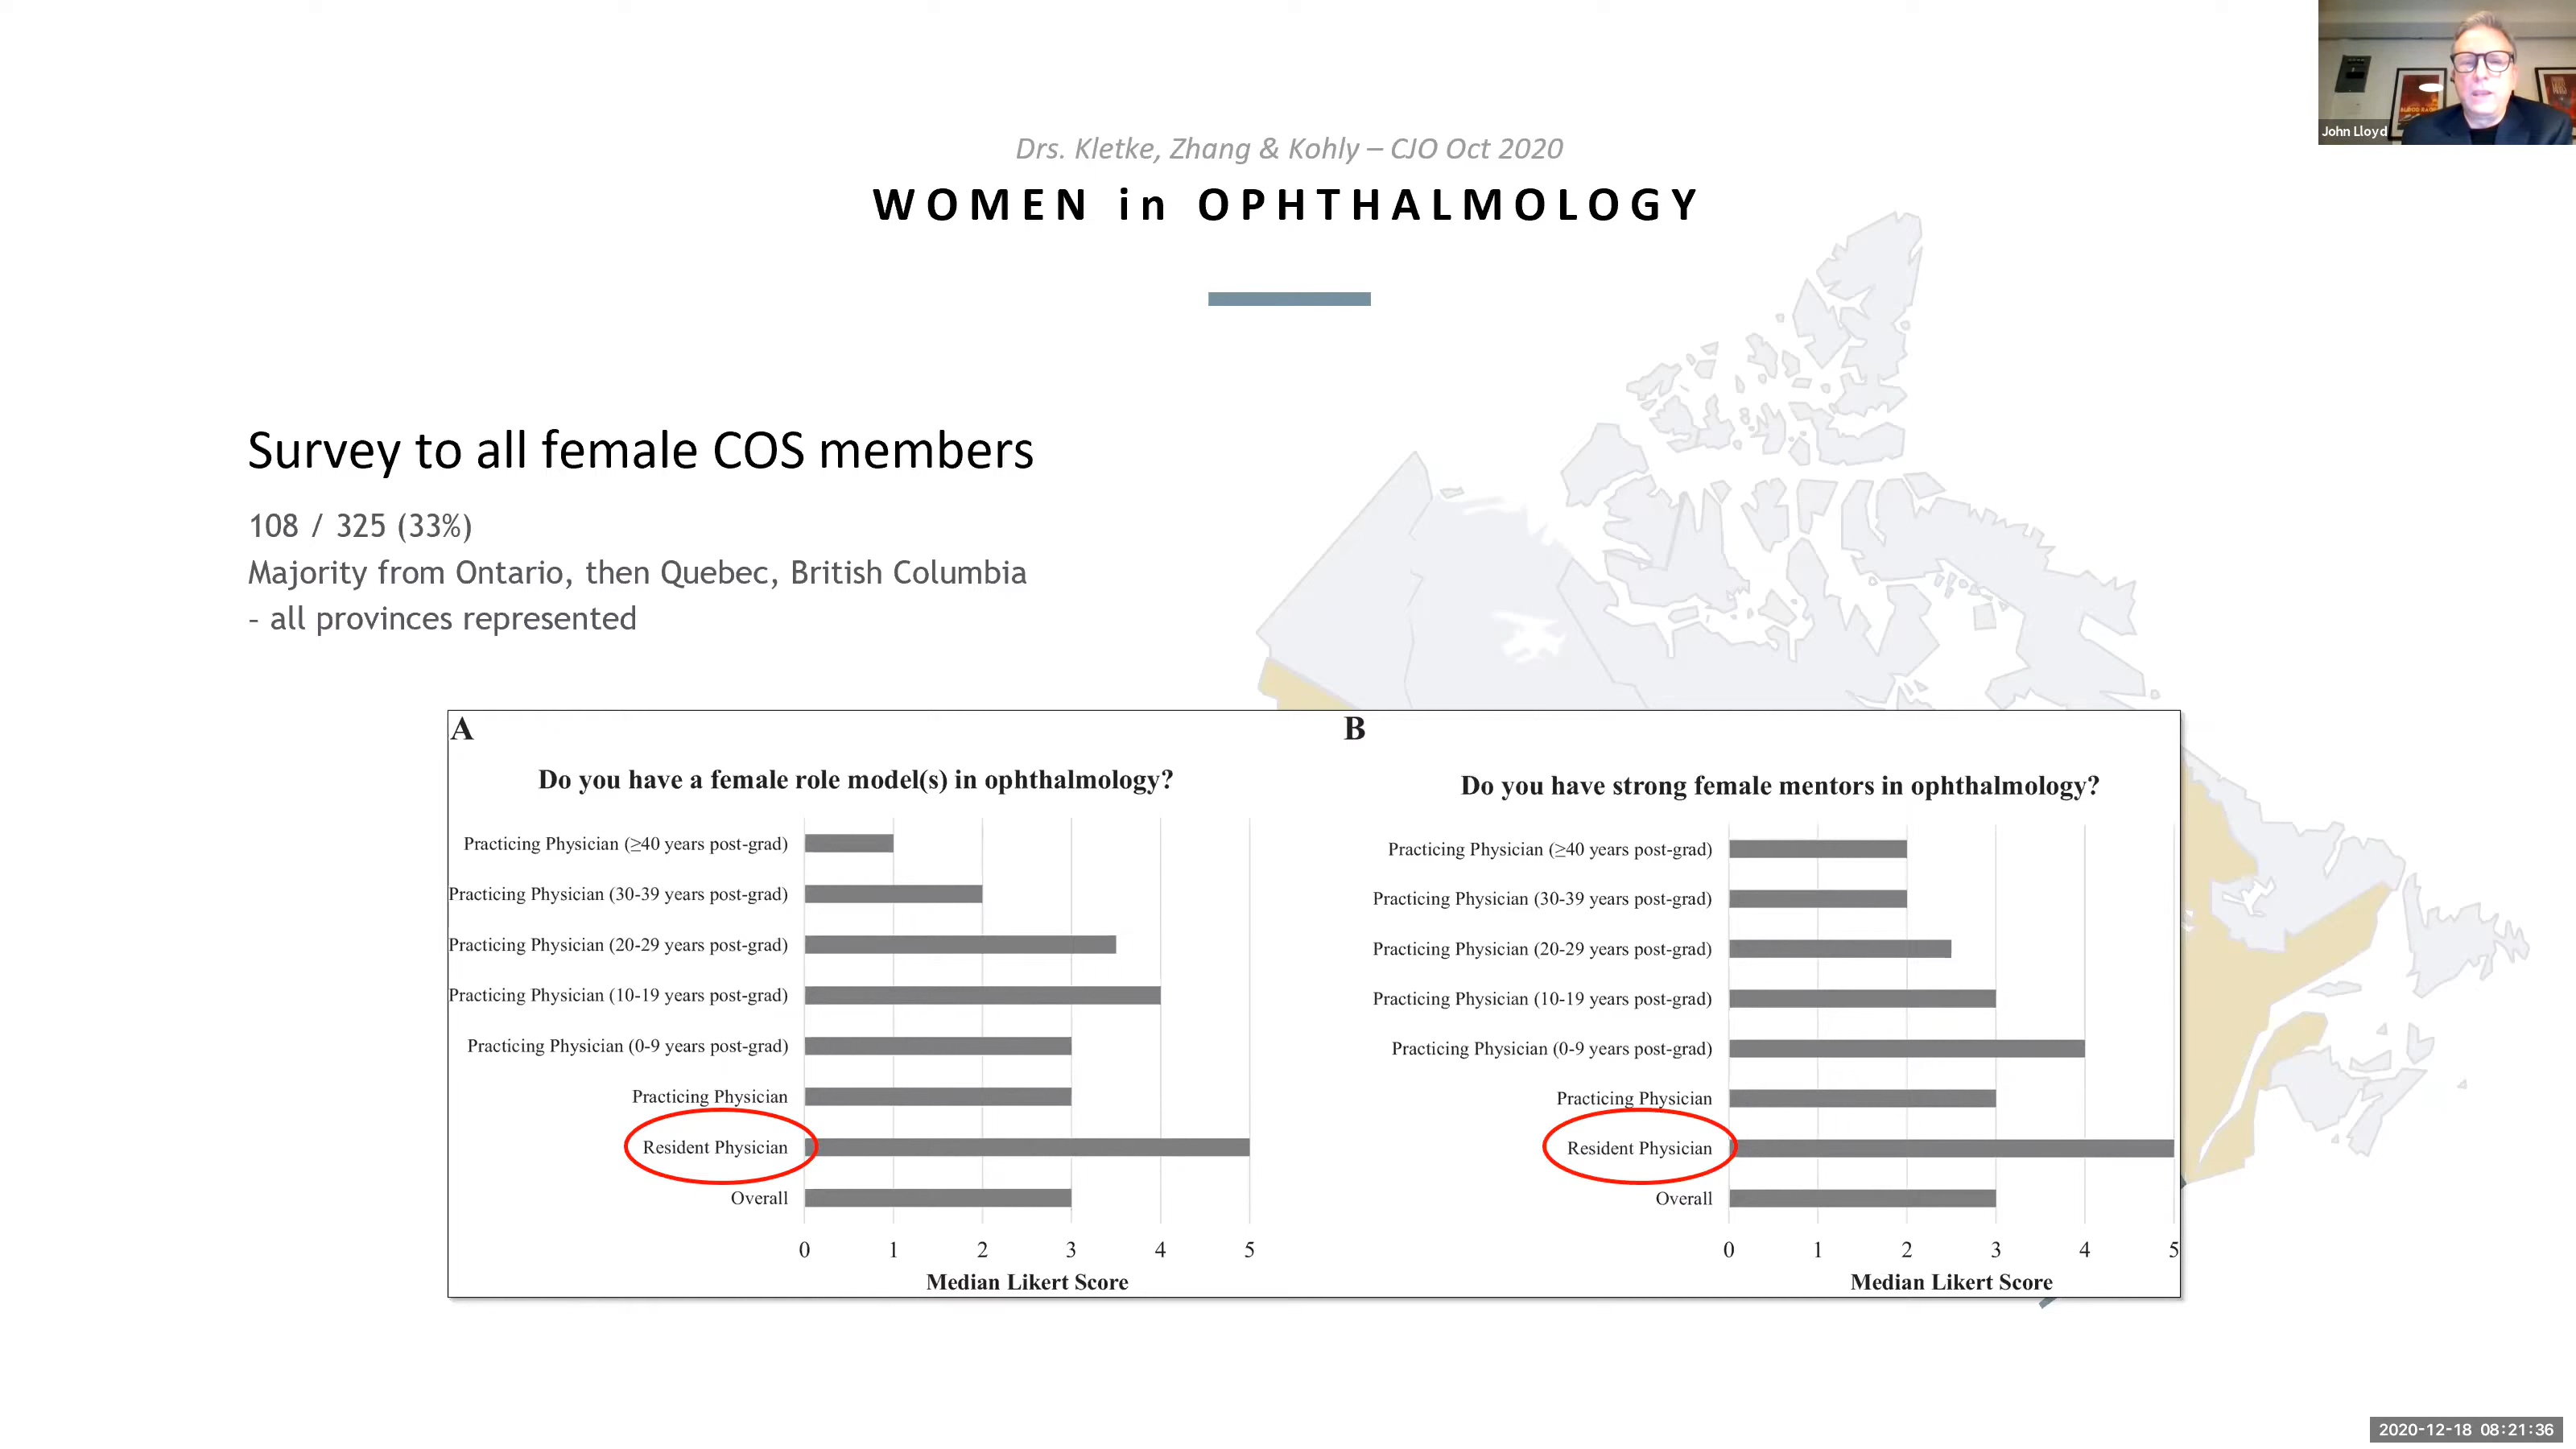 John Lloyd
Drs. Kletke, Zhang & Kohly – CJO Oct 2020
WOMEN in OPHTHALMOLOGY
Survey to all female COS members
108 / 325 (33%)
Majority from Ontario, then Quebec, British Columbia
- all provinces represented
A
Do you have a female role model(s) in ophthalmology?
Practicing Physician (≥40 years post-grad)
Practicing Physician (30-39 years post-grad)
Practicing Physician (20-29 years post-grad)
Practicing Physician (10-19 years post-grad)
Practicing Physician (0-9 years post-grad)
Practicing Physician
Resident Physician
Overall
0 1 2 3 4 5
Median Likert Score
B
Do you have strong female mentors in ophthalmology?
Practicing Physician (≥40 years post-grad)
Practicing Physician (30-39 years post-grad)
Practicing Physician (20-29 years post-grad)
Practicing Physician (10-19 years post-grad)
Practicing Physician (0-9 years post-grad)
Practicing Physician
Resident Physician
Overall
0 1 2 3 4 5
Median Likert Score
2020-12-18 08:21:36